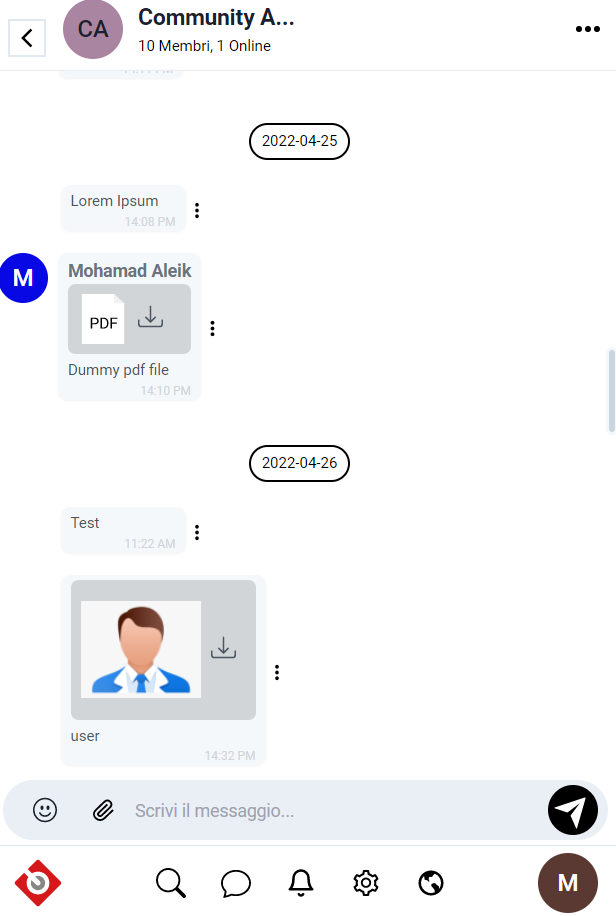 CA
Community A...
10 Membri, 1 Online
2022-04-25
Lorem Ipsum
14:08 PM
M
Mohamad Aleik
PDF
Dummy pdf file
14:10 PM
2022-04-26
Test
11:22 AM
user
14:32 PM
Scrivi il messaggio...
M